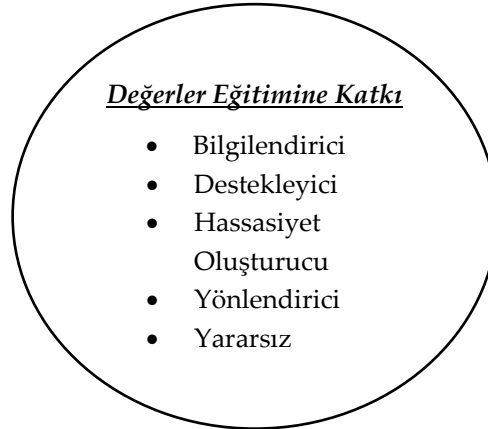 Değerler Eğitimine Katkı
• Bilgilendirici
• Destekleyici
• Hassasiyet
Oluşturucu
• Yönlendirici
• Yararsız